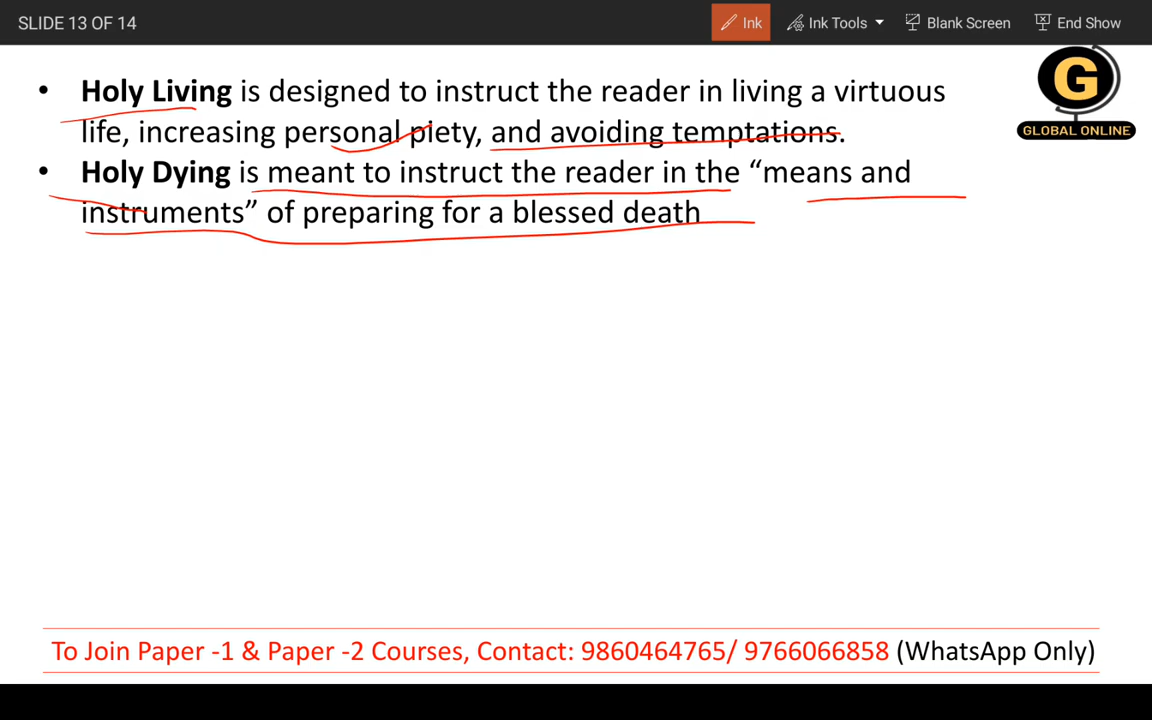 SLIDE 13 OF 14
Ink
Ink Tools
Blank Screen
End Show
G
GLOBAL ONLINE
• Holy Living is designed to instruct the reader in living a virtuous
life, increasing personal piety, and avoiding temptations.
• Holy Dying is meant to instruct the reader in the “means and
instruments” of preparing for a blessed death
To Join Paper -1 & Paper -2 Courses, Contact: 9860464765/ 9766066858 (WhatsApp Only)